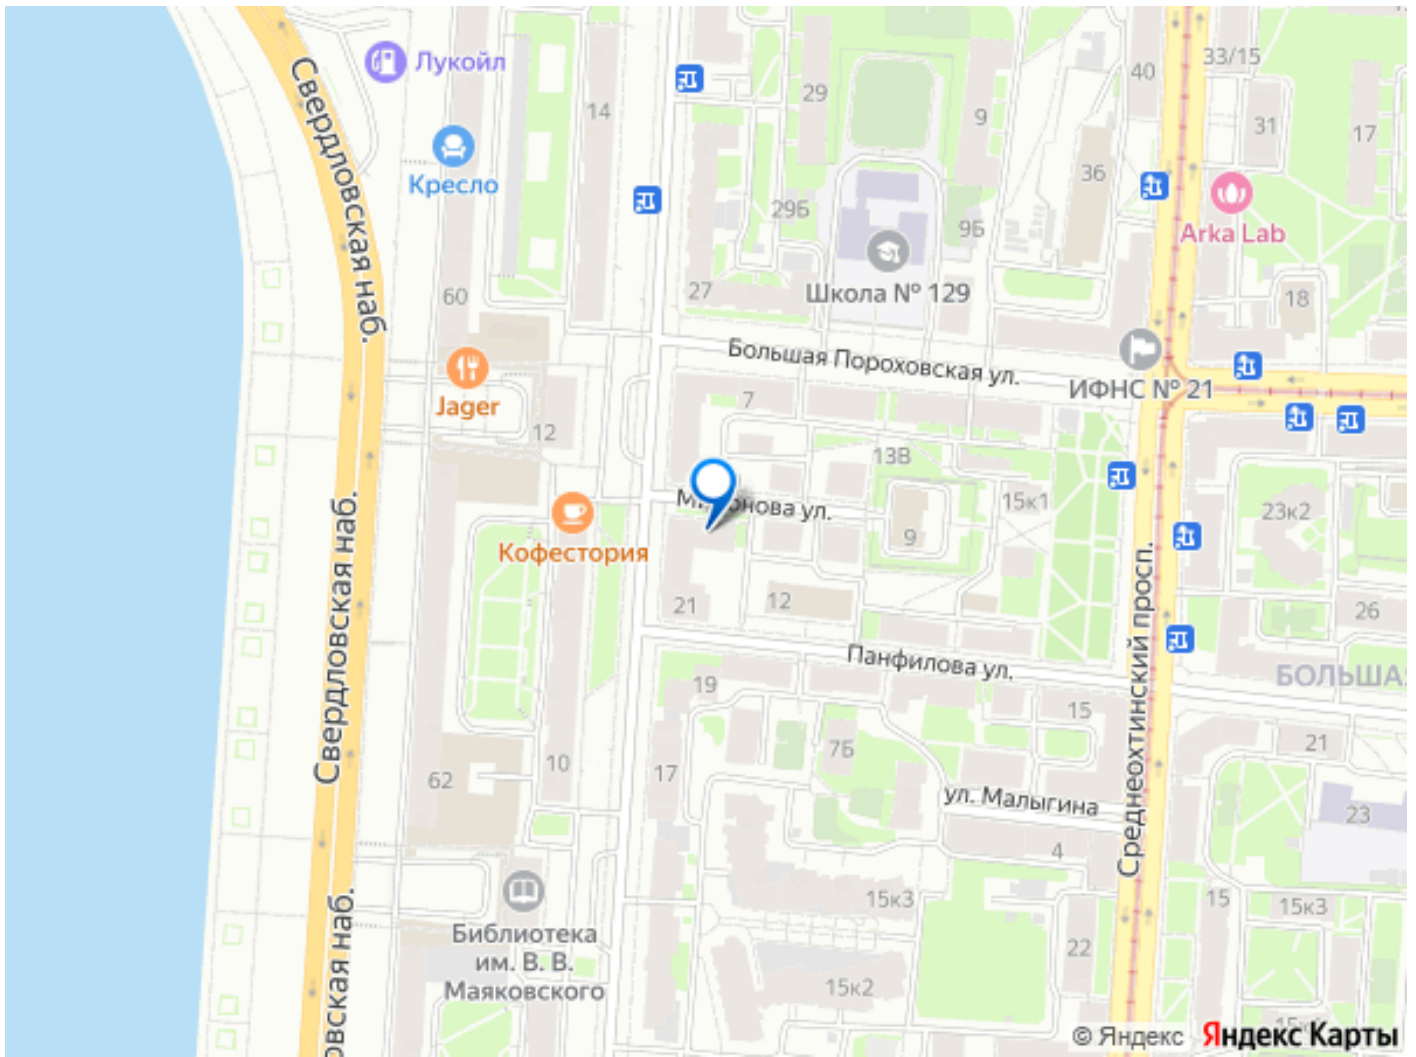 Лукойл
Свердловская наб.
14
29
9
40
33/15
31
17
Кресло
36
29Б
9Б
Arka Lab
Школа № 129
60
27
18
Большая Пороховская ул.
ИФНС № 21
Jager
7
12
13В
15к1
23к2
ул.
9
Кофестория
21
12
26
Свердловская наб.
Панфилова ул.
Среднеохтинский просп.
БОЛЬША
19
15
21
7Б
62
10
17
ул. Малыгина
23
4
15к3
15
15к3
Библиотека
им. В. В.
Маяковского
22
15к2
овская наб.
© Яндекс
Яндекс Карты